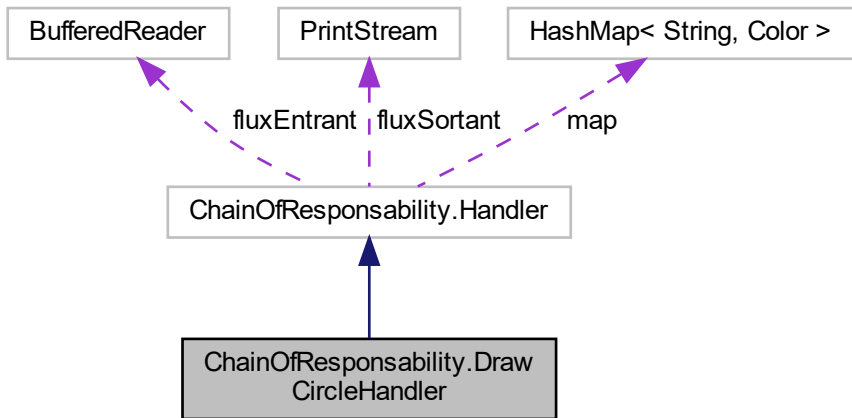 BufferedReader
PrintStream
HashMap< String, Color >
fluxEntrant
fluxSortant
map
ChainOfResponsability.Handler
ChainOfResponsability.Draw
CircleHandler